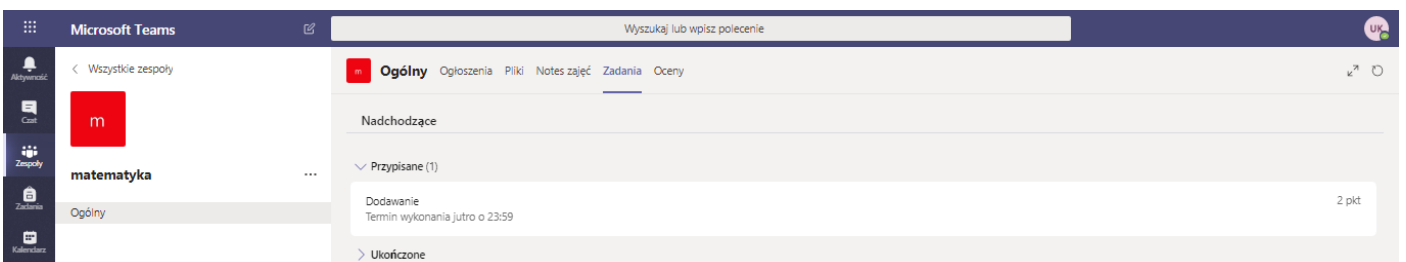 Microsoft Teams
Wyszukaj lub wpisz polecenie
UK
Aktywność
Czat
Zespoły
Zadania
Kalendarz
Wszystkie zespoły
m
matematyka
...
Ogólny
m Ogólny Ogłoszenia Pliki Notes zajęć Zadania Oceny
Nadchodzące
Przypisane (1)
Dodawanie
2 pkt
Termin wykonania jutro o 23:59
Ukończone